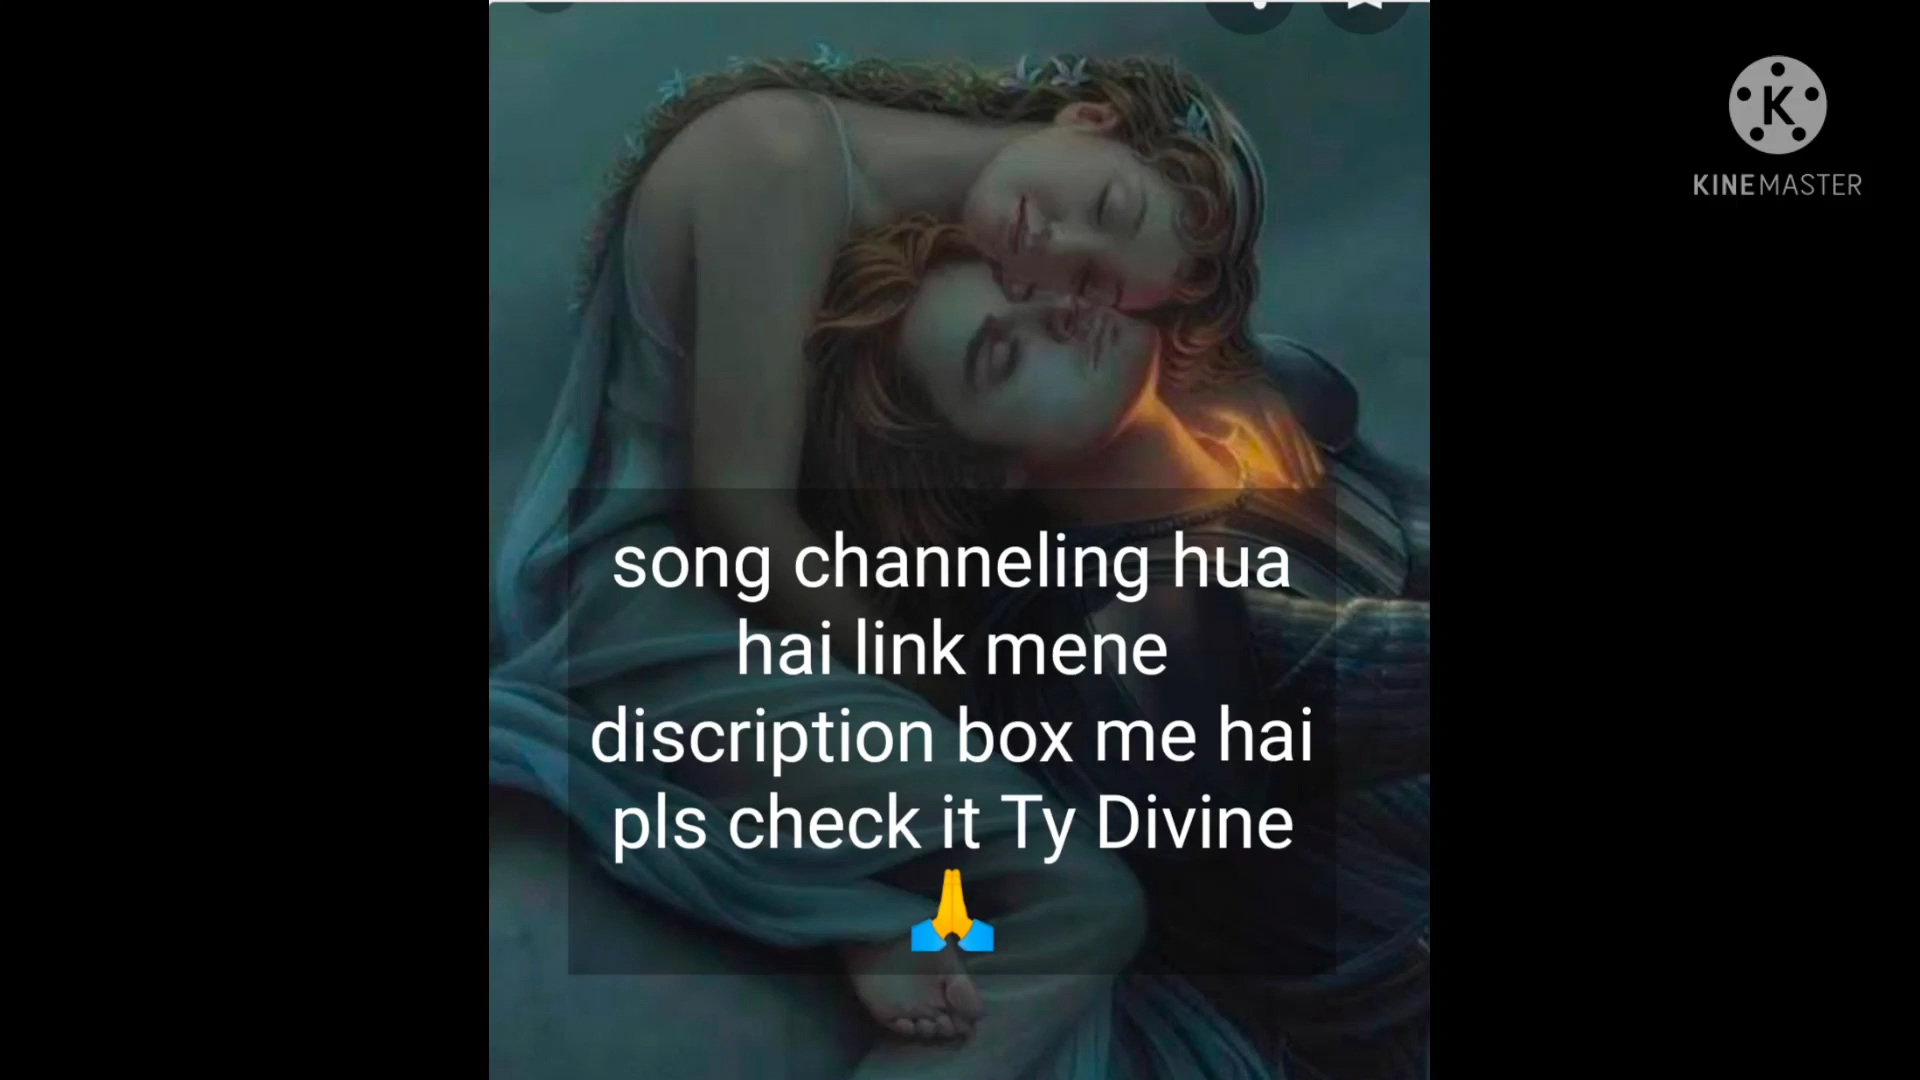 song channeling hua
hai link mene
discription box me hai
pls check it Ty Divine
🙏
K
KINEMASTER